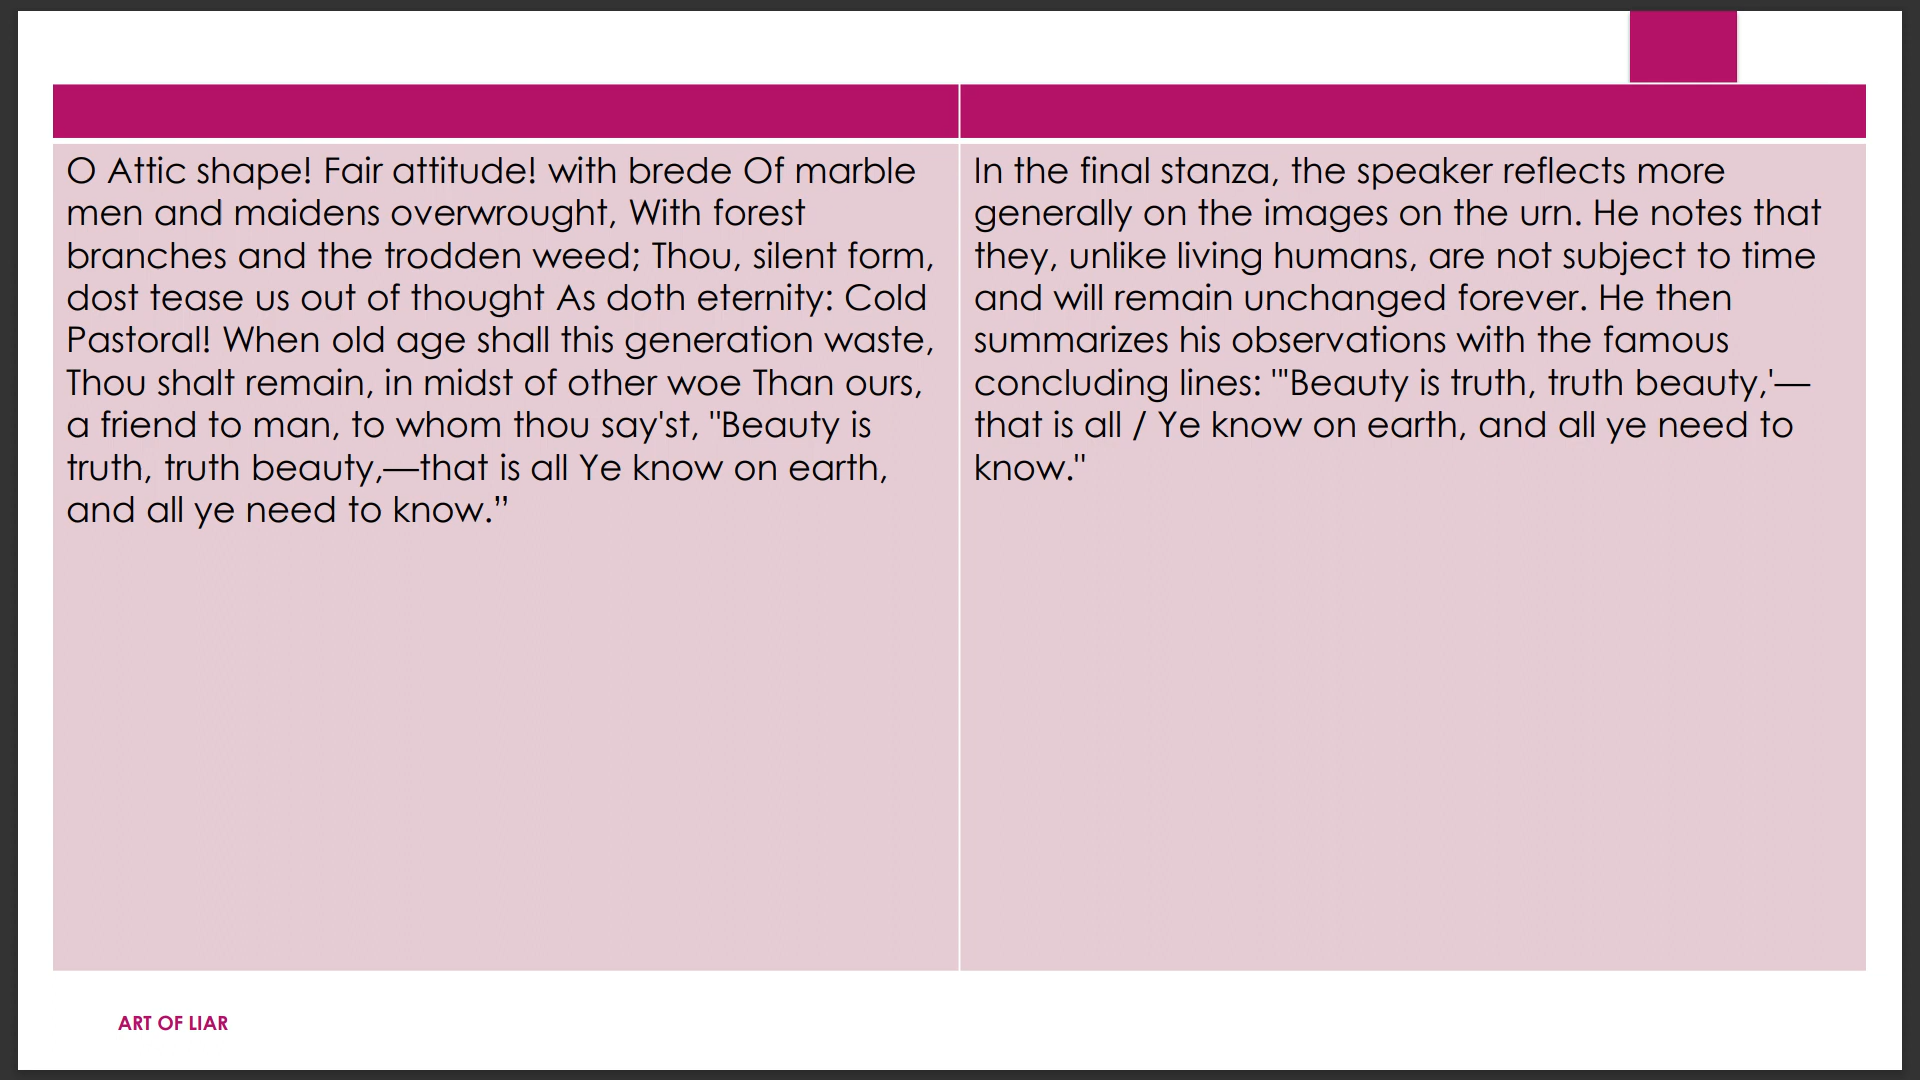 O Attic shape! Fair attitude! with brede Of marble
men and maidens overwrought, With forest
branches and the trodden weed; Thou, silent form,
dost tease us out of thought As doth eternity: Cold
Pastoral! When old age shall this generation waste,
Thou shalt remain, in midst of other woe Than ours,
a friend to man, to whom thou say'st, "Beauty is
truth, truth beauty,—that is all Ye know on earth,
and all ye need to know.”
In the final stanza, the speaker reflects more
generally on the images on the urn. He notes that
they, unlike living humans, are not subject to time
and will remain unchanged forever. He then
summarizes his observations with the famous
concluding lines: "'Beauty is truth, truth beauty,'—
that is all / Ye know on earth, and all ye need to
know."
ART OF LIAR